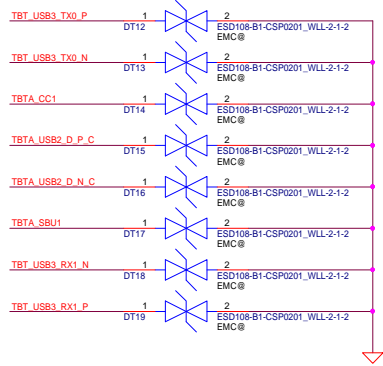 TBT_USB3_TX0_P 1 2
DT12 ESD108-B1-CSP0201_WLL-2-1-2
EMC@
TBT_USB3_TX0_N 1 2
DT13 ESD108-B1-CSP0201_WLL-2-1-2
EMC@
TBTA_CC1 1 2
DT14 ESD108-B1-CSP0201_WLL-2-1-2
EMC@
TBTA_USB2_D_P_C 1 2
DT15 ESD108-B1-CSP0201_WLL-2-1-2
EMC@
TBTA_USB2_D_N_C 1 2
DT16 ESD108-B1-CSP0201_WLL-2-1-2
EMC@
TBTA_SBU1 1 2
DT17 ESD108-B1-CSP0201_WLL-2-1-2
EMC@
TBT_USB3_RX1_N 1 2
DT18 ESD108-B1-CSP0201_WLL-2-1-2
EMC@
TBT_USB3_RX1_P 1 2
DT19 ESD108-B1-CSP0201_WLL-2-1-2
EMC@